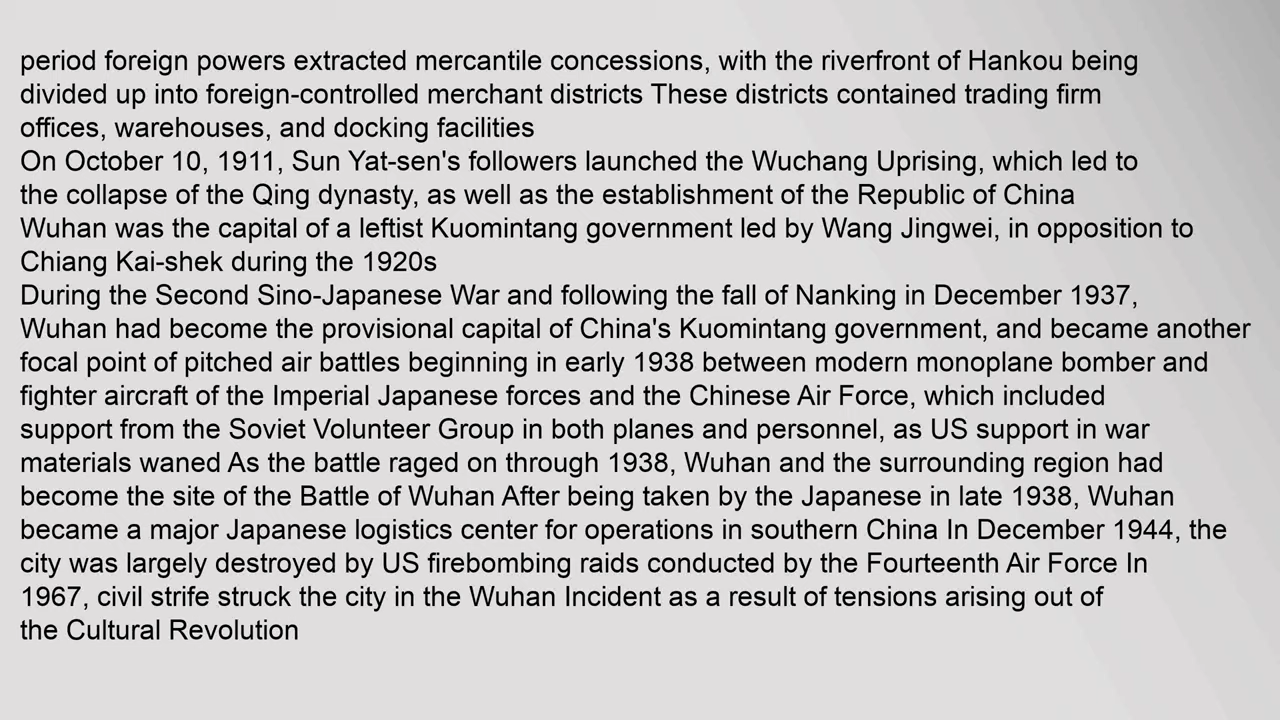 period foreign powers extracted mercantile concessions, with the riverfront of Hankou being
divided up into foreign-controlled merchant districts These districts contained trading firm
offices, warehouses, and docking facilities
On October 10, 1911, Sun Yat-sen's followers launched the Wuchang Uprising, which led to
the collapse of the Qing dynasty, as well as the establishment of the Republic of China
Wuhan was the capital of a leftist Kuomintang government led by Wang Jingwei, in opposition to
Chiang Kai-shek during the 1920s
During the Second Sino-Japanese War and following the fall of Nanking in December 1937,
Wuhan had become the provisional capital of China's Kuomintang government, and became another
focal point of pitched air battles beginning in early 1938 between modern monoplane bomber and
fighter aircraft of the Imperial Japanese forces and the Chinese Air Force, which included
support from the Soviet Volunteer Group in both planes and personnel, as US support in war
materials waned As the battle raged on through 1938, Wuhan and the surrounding region had
become the site of the Battle of Wuhan After being taken by the Japanese in late 1938, Wuhan
became a major Japanese logistics center for operations in southern China In December 1944, the
city was largely destroyed by US firebombing raids conducted by the Fourteenth Air Force In
1967, civil strife struck the city in the Wuhan Incident as a result of tensions arising out of
the Cultural Revolution